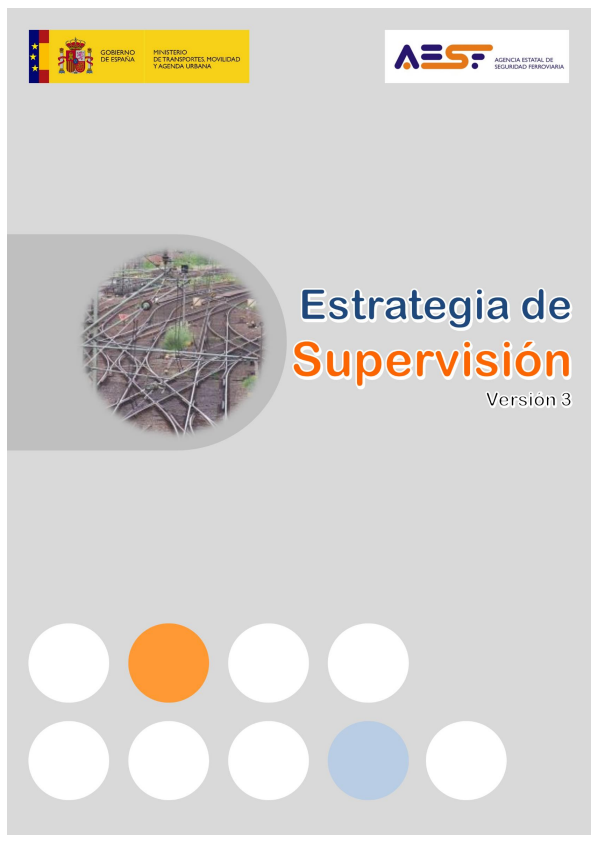 GOBIERNO
DE ESPAÑA
MINISTERIO
DE TRANSPORTES, MOVILIDAD
Y AGENDA URBANA
AESF
AGENCIA ESTATAL DE
SEGURIDAD FERROVIARIA
Estrategia de
Supervisión
Versión 3